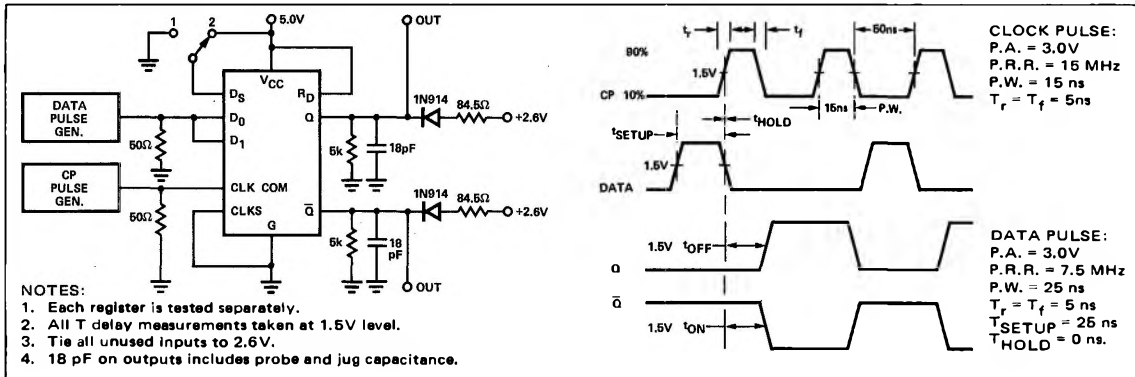 1
2
5.0V
OUT
VCC
DS
RD
DATA
PULSE
GEN.
D0
Q
1N914
84.5Ω
+2.6V
D1
50Ω
5k
18pF
CP
PULSE
GEN.
CLK COM
1N914
84.5Ω
CLKS
Q̅
+2.6V
50Ω
G
5k
18
pF
OUT
NOTES:
1. Each register is tested separately.
2. All T delay measurements taken at 1.5V level.
3. Tie all unused inputs to 2.6V.
4. 18 pF on outputs includes probe and jug capacitance.
tr
tf
50ns
80%
1.5V
CP 10%
15ns
P.W.
tHOLD
tSETUP
1.5V
DATA
1.5V
tOFF
Q
Q̅
1.5V
tON
CLOCK PULSE:
P.A. = 3.0V
P.R.R. = 15 MHz
P.W. = 15 ns
Tr = Tf = 5ns
DATA PULSE:
P.A. = 3.0V
P.R.R. = 7.5 MHz
P.W. = 25 ns
Tr = Tf = 5 ns
TSETUP = 25 ns
THOLD = 0 ns.